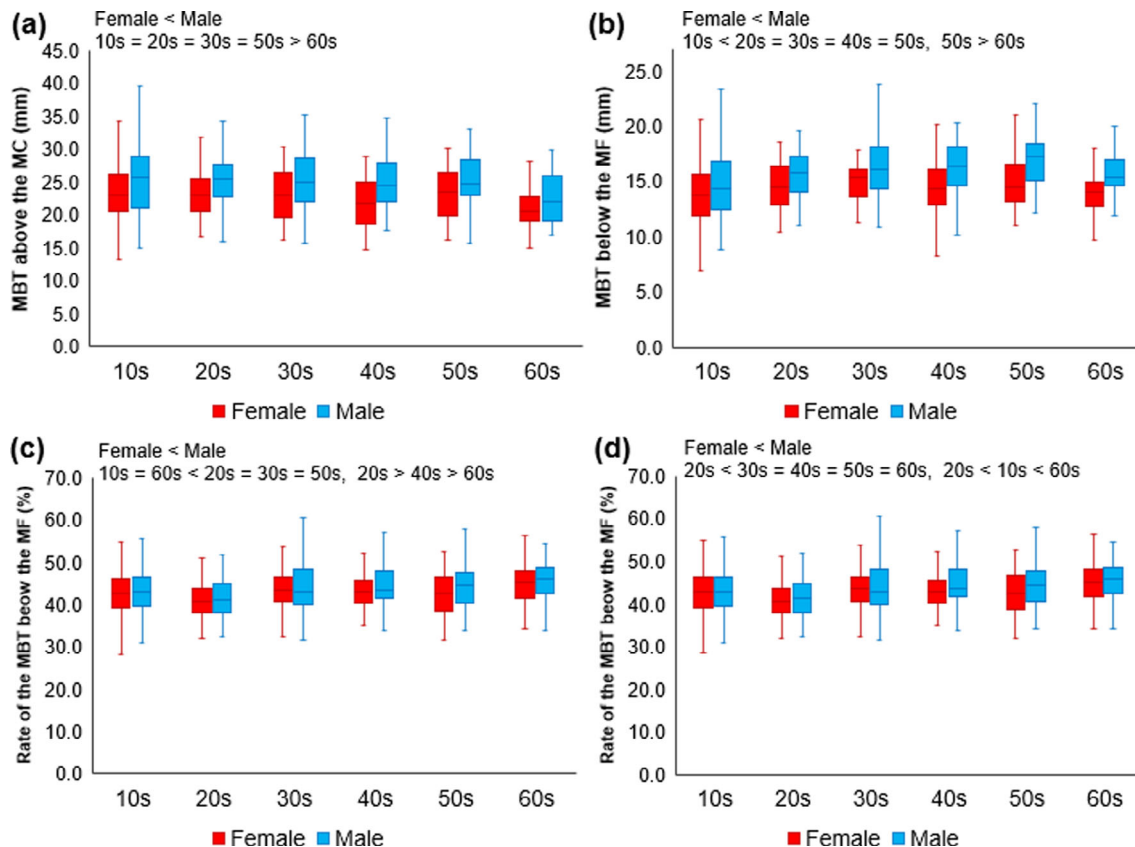 (a)
Female < Male
10s = 20s = 30s = 50s > 60s
MBT above the MC (mm)
45.0
40.0
35.0
30.0
25.0
20.0
15.0
10.0
5.0
0.0
10s 20s 30s 40s 50s 60s
Female Male
(b)
Female < Male
10s < 20s = 30s = 40s = 50s, 50s > 60s
MBT below the MF (mm)
25.0
20.0
15.0
10.0
5.0
0.0
10s 20s 30s 40s 50s 60s
Female Male
(c)
Female < Male
10s = 60s < 20s = 30s = 50s, 20s > 40s > 60s
Rate of the MBT beow the MF (%)
70.0
60.0
50.0
40.0
30.0
20.0
10.0
0.0
10s 20s 30s 40s 50s 60s
Female Male
(d)
Female < Male
20s < 30s = 40s = 50s = 60s, 20s < 10s < 60s
Rate of the MBT beow the MF (%)
70.0
60.0
50.0
40.0
30.0
20.0
10.0
0.0
10s 20s 30s 40s 50s 60s
Female Male